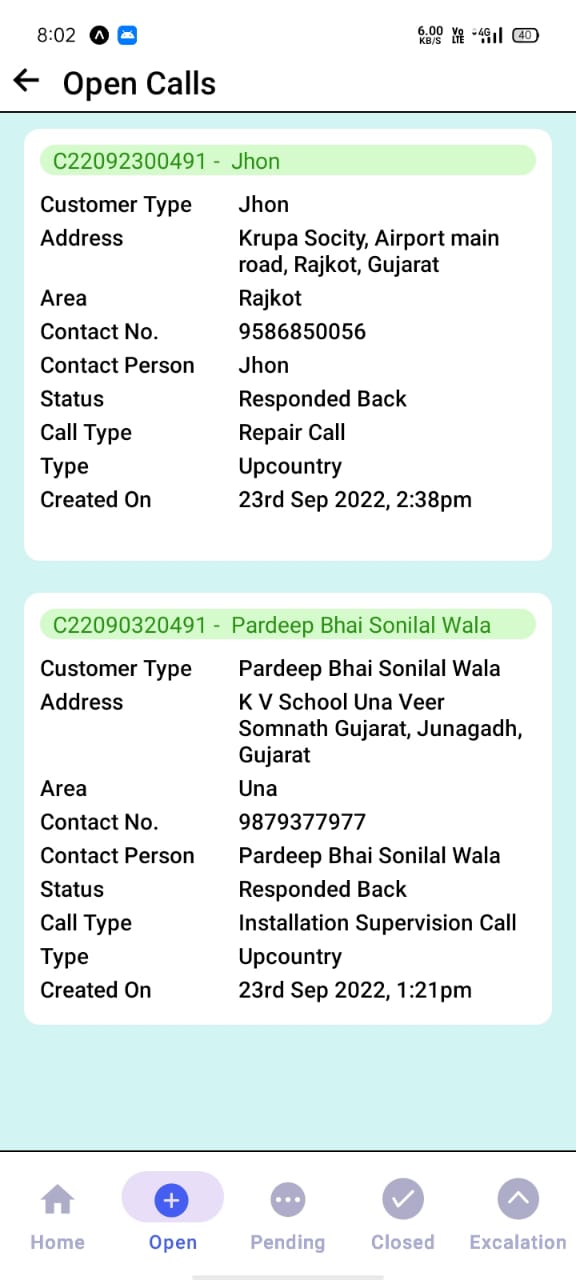 8:02
6.00 KB/S Vo LTE 4G 40
Open Calls
C22092300491 - Jhon
Customer Type Jhon
Address Krupa Socity, Airport main
road, Rajkot, Gujarat
Area Rajkot
Contact No. 9586850056
Contact Person Jhon
Status Responded Back
Call Type Repair Call
Type Upcountry
Created On 23rd Sep 2022, 2:38pm
C22090320491 - Pardeep Bhai Sonilal Wala
Customer Type Pardeep Bhai Sonilal Wala
Address K V School Una Veer
Somnath Gujarat, Junagadh,
Gujarat
Area Una
Contact No. 9879377977
Contact Person Pardeep Bhai Sonilal Wala
Status Responded Back
Call Type Installation Supervision Call
Type Upcountry
Created On 23rd Sep 2022, 1:21pm
Home Open Pending Closed Excalation